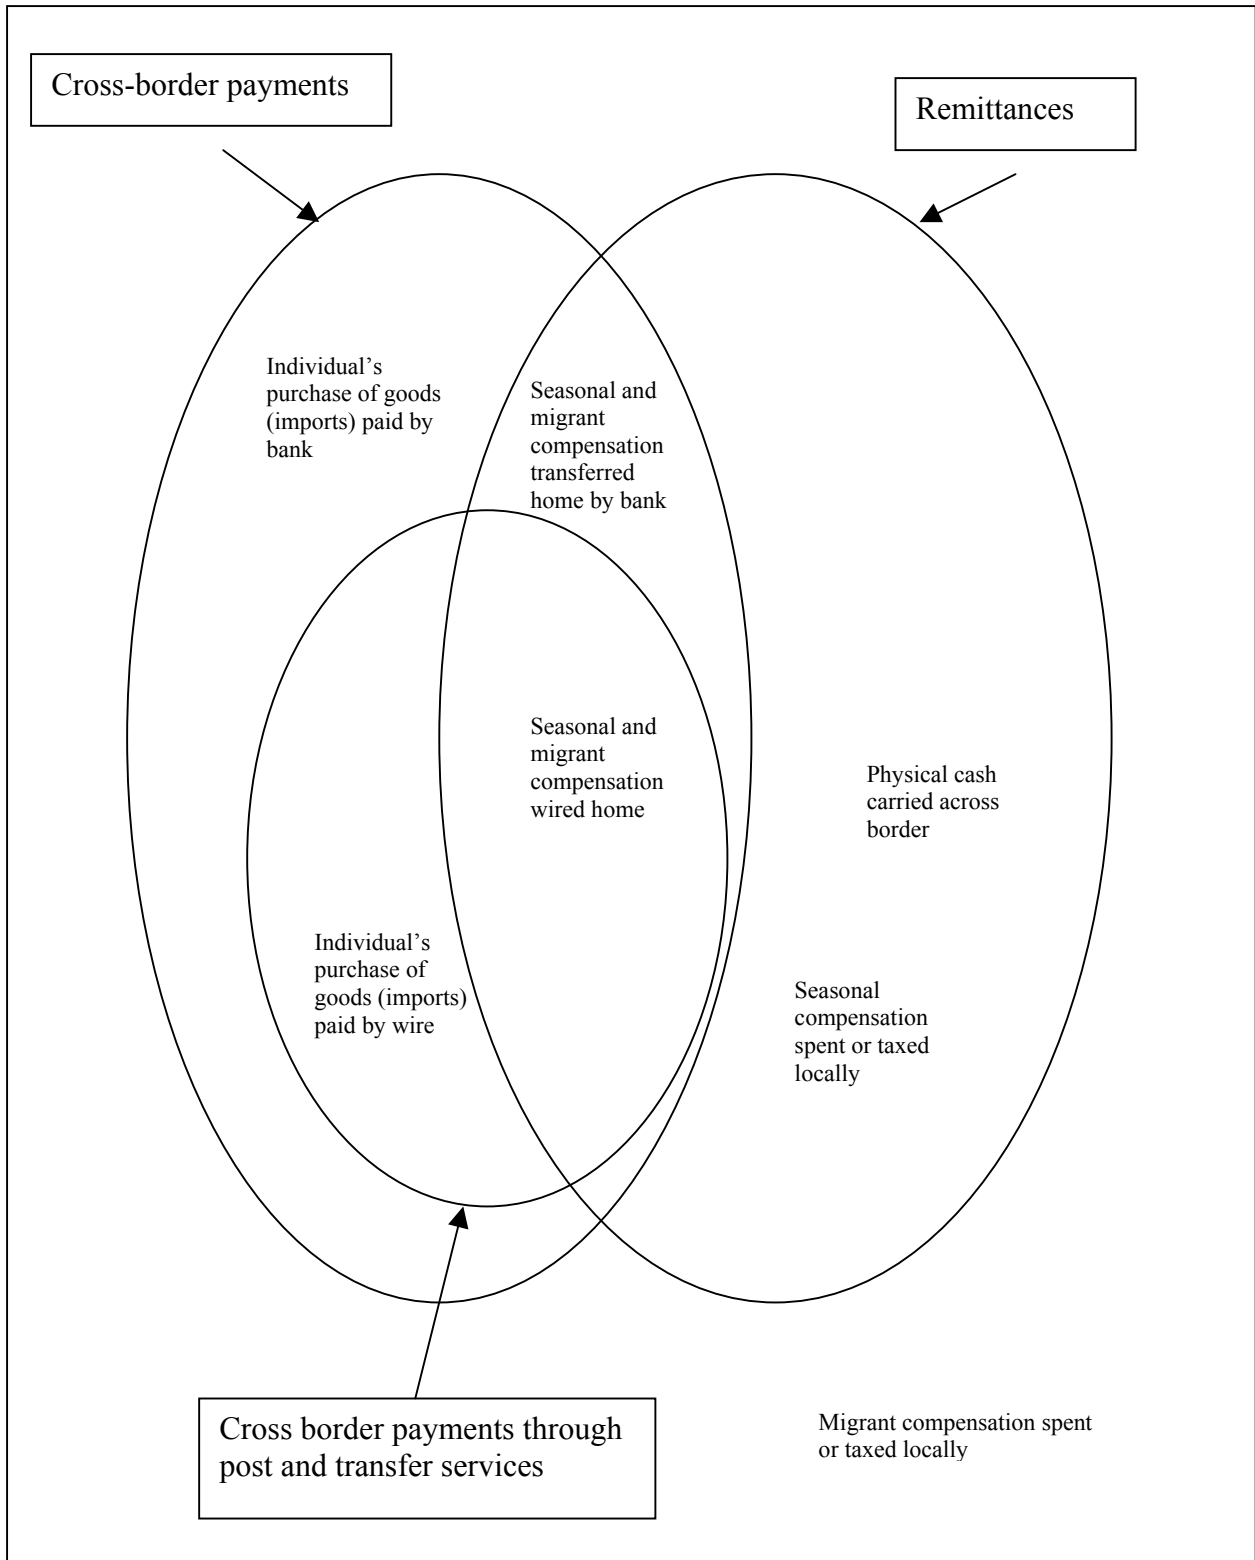 Cross-border payments
Remittances
Individual’s
purchase of goods
(imports) paid by
bank
Seasonal and
migrant
compensation
transferred
home by bank
Seasonal and
migrant
compensation
wired home
Physical cash
carried across
border
Individual’s
purchase of
goods (imports)
paid by wire
Seasonal
compensation
spent or taxed
locally
Cross border payments through
post and transfer services
Migrant compensation spent
or taxed locally